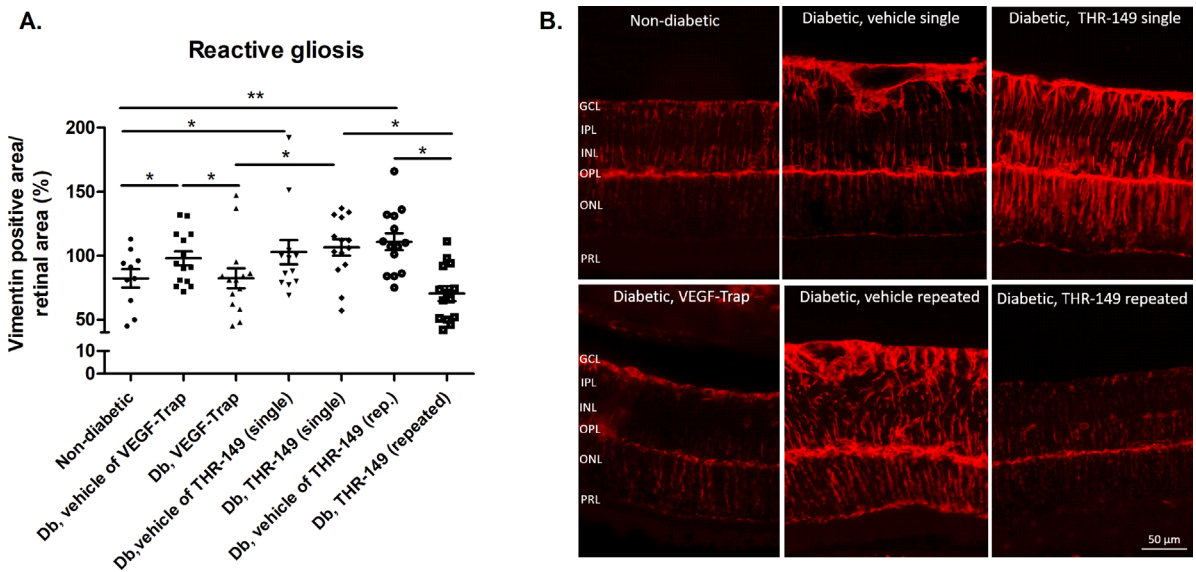 A.
Reactive gliosis
Vimentin positive area/
retinal area (%)
200
150
100
50
10
0
**
*
*
*
*
*
*
Non-diabetic
Db, vehicle of VEGF-Trap
Db, VEGF-Trap
Db,vehicle of THR-149 (single)
Db, THR-149 (single)
Db, vehicle of THR-149 (rep.)
Db, THR-149 (repeated)
B.
Non-diabetic
Diabetic, vehicle single
Diabetic, THR-149 single
GCL
IPL
INL
OPL
ONL
PRL
Diabetic, VEGF-Trap
Diabetic, vehicle repeated
Diabetic, THR-149 repeated
GCL
IPL
INL
OPL
ONL
PRL
50 µm